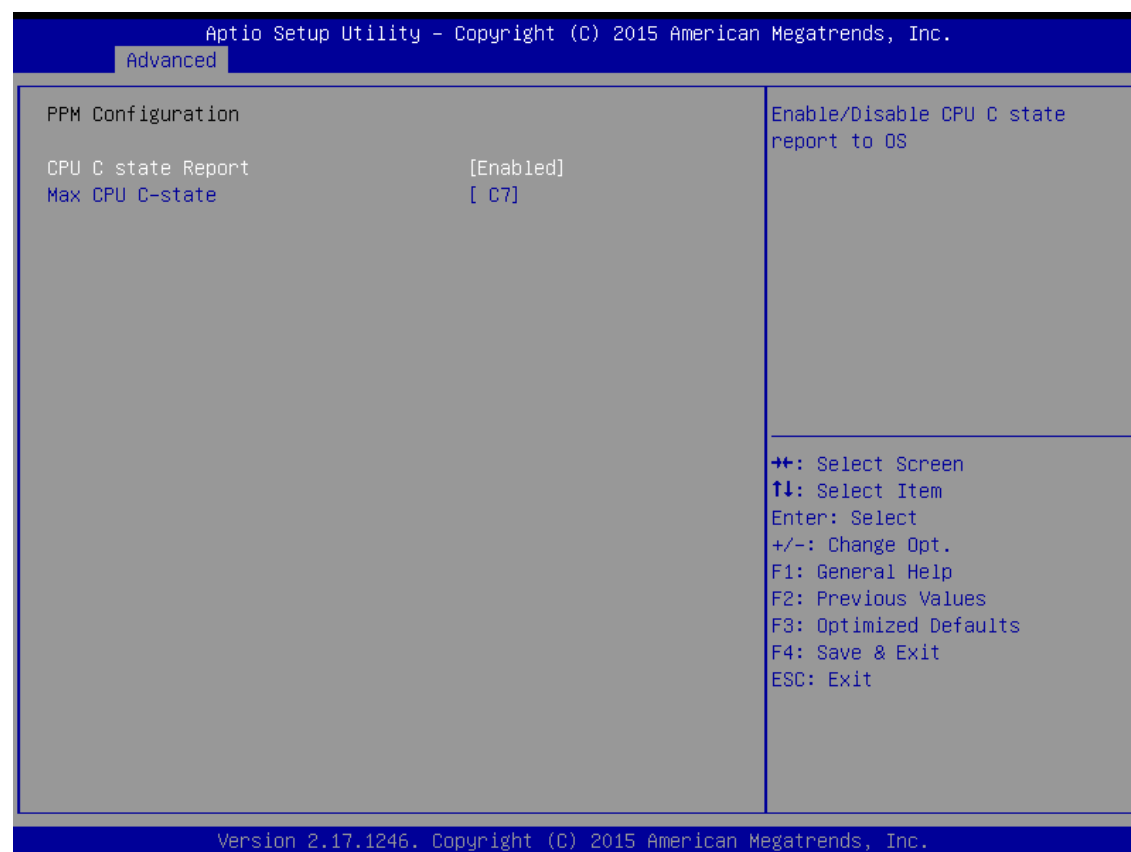 Aptio Setup Utility – Copyright (C) 2015 American Megatrends, Inc.
Advanced
PPM Configuration
CPU C state Report [Enabled]
Max CPU C-state [ C7]
Enable/Disable CPU C state
report to OS
→←: Select Screen
↑↓: Select Item
Enter: Select
+/-: Change Opt.
F1: General Help
F2: Previous Values
F3: Optimized Defaults
F4: Save & Exit
ESC: Exit
Version 2.17.1246. Copyright (C) 2015 American Megatrends, Inc.